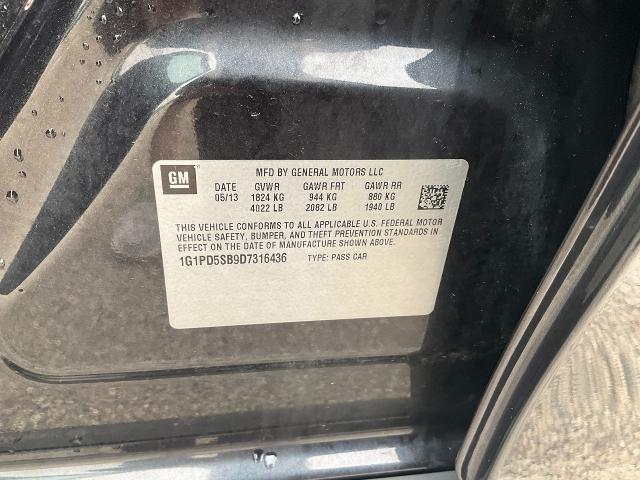 GM
MFD BY GENERAL MOTORS LLC
DATE GVWR GAWR FRT GAWR RR
05/13 1824 KG 944 KG 880 KG
4022 LB 2082 LB 1940 LB
THIS VEHICLE CONFORMS TO ALL APPLICABLE U.S. FEDERAL MOTOR
VEHICLE SAFETY, BUMPER, AND THEFT PREVENTION STANDARDS IN
EFFECT ON THE DATE OF MANUFACTURE SHOWN ABOVE.
1G1PD5SB9D7316436 TYPE: PASS CAR